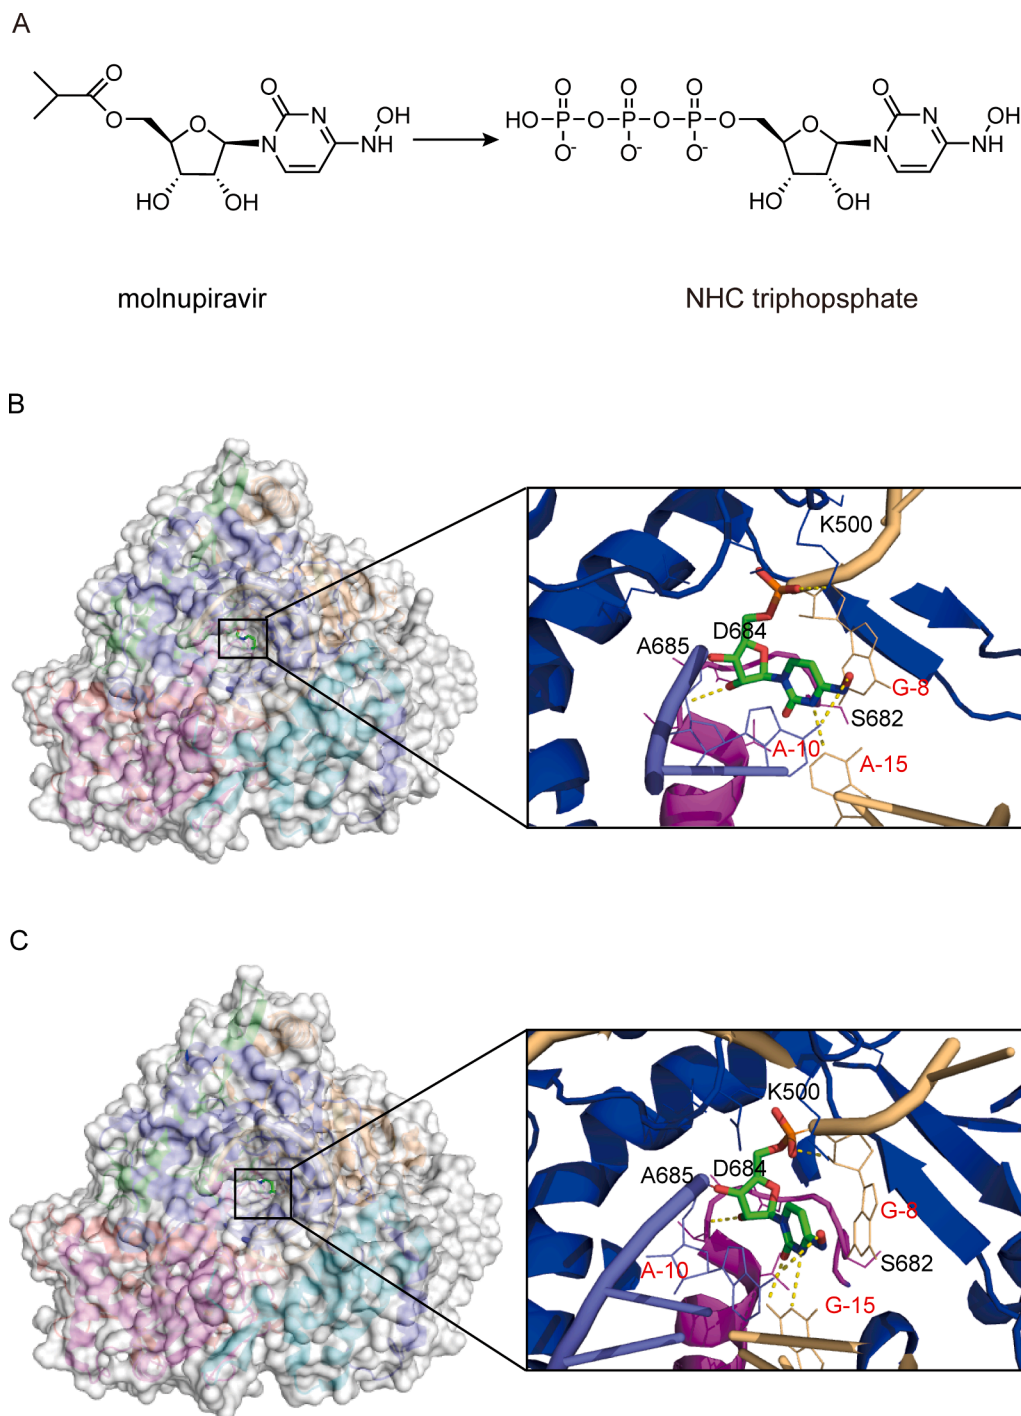 A
O
O
O
N
O
N
OH
NH
HO
OH
O O O
HO P O P O P O
O- O- O-
O
O
N
N
OH
NH
HO
OH
molnupiravir
NHC triphopsphate
B
K500
D684
A685
G-8
S682
A-10
A-15
C
K500
D684
A685
G-8
S682
A-10
G-15